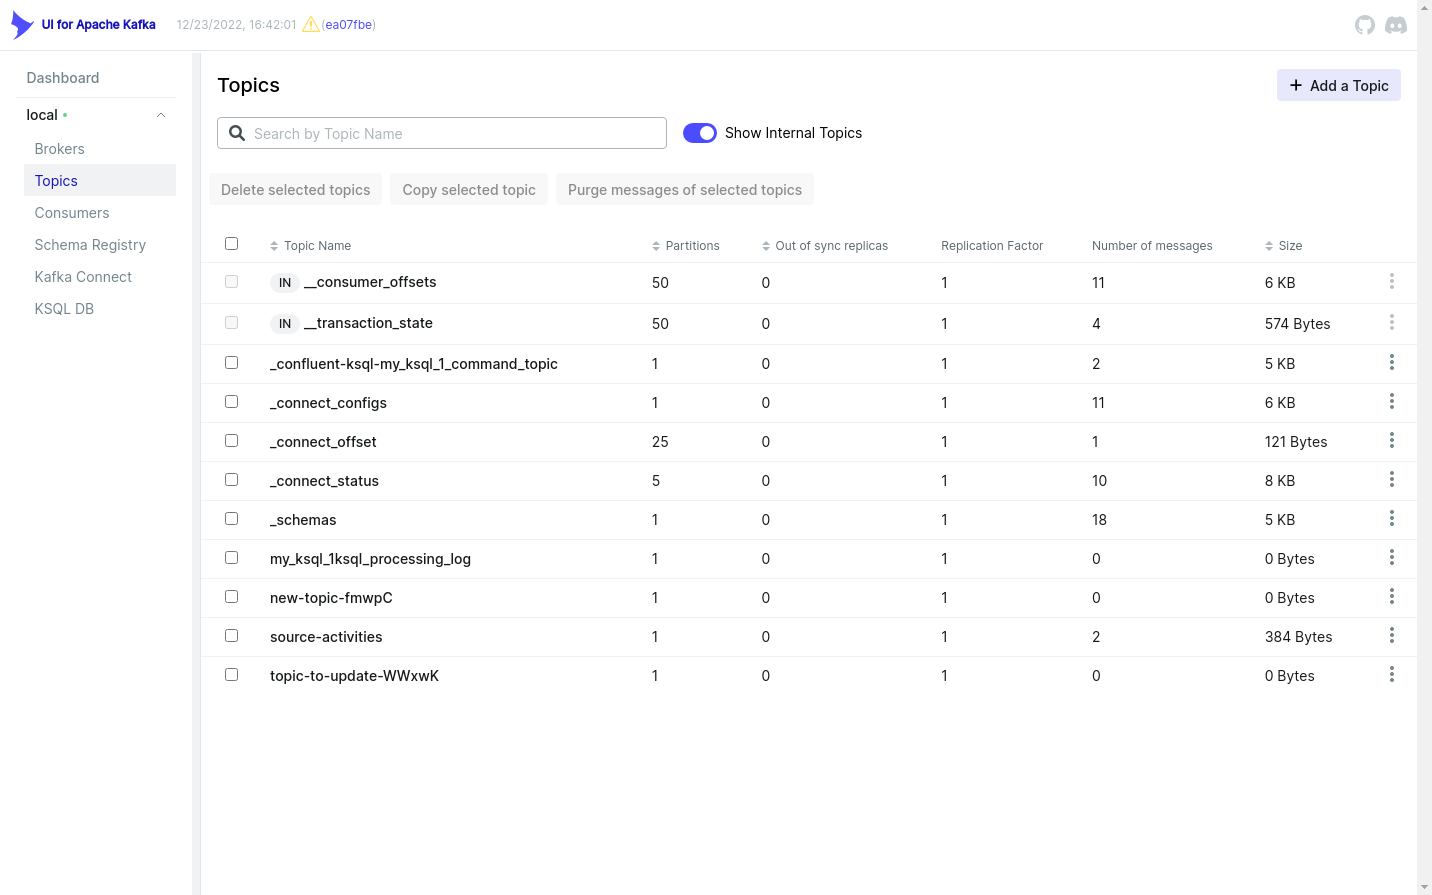 UI for Apache Kafka 12/23/2022, 16:42:01 (ea07fbe)
Dashboard
local
Brokers
Topics
Consumers
Schema Registry
Kafka Connect
KSQL DB
Topics
Add a Topic
Search by Topic Name
Show Internal Topics
Delete selected topics Copy selected topic Purge messages of selected topics
Topic Name Partitions Out of sync replicas Replication Factor Number of messages Size
IN __consumer_offsets 50 0 1 11 6 KB
IN __transaction_state 50 0 1 4 574 Bytes
_confluent-ksql-my_ksql_1_command_topic 1 0 1 2 5 KB
_connect_configs 1 0 1 11 6 KB
_connect_offset 25 0 1 1 121 Bytes
_connect_status 5 0 1 10 8 KB
_schemas 1 0 1 18 5 KB
my_ksql_1ksql_processing_log 1 0 1 0 0 Bytes
new-topic-fmwpC 1 0 1 0 0 Bytes
source-activities 1 0 1 2 384 Bytes
topic-to-update-WWxwK 1 0 1 0 0 Bytes